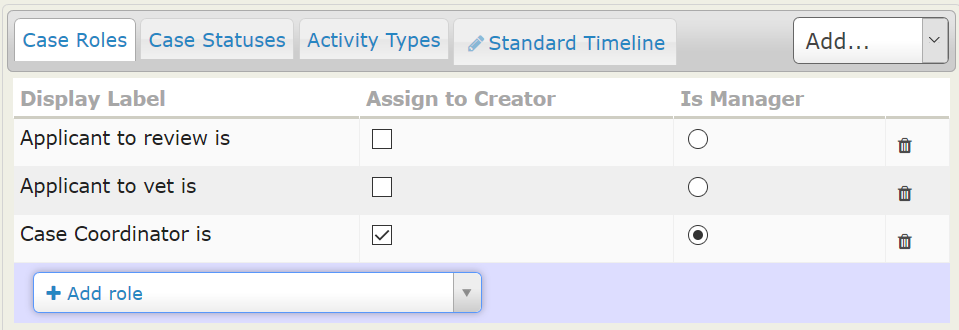 Case Roles Case Statuses Activity Types Standard Timeline Add...
Display Label Assign to Creator Is Manager
Applicant to review is
Applicant to vet is
Case Coordinator is
Add role